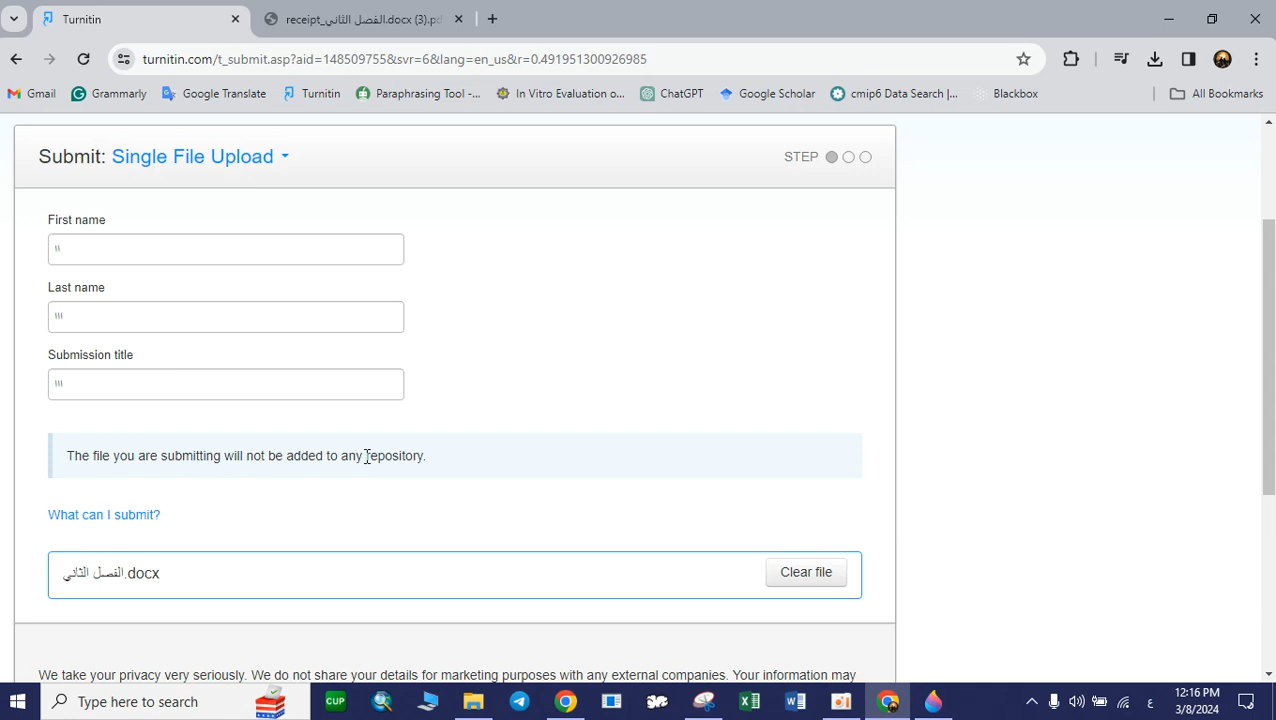 Turnitin
receipt_الفصل الثاني.docx (3).pd
turnitin.com/t_submit.asp?aid=148509755&svr=6&lang=en_us&r=0.491951300926985
Gmail
Grammarly
Google Translate
Turnitin
Paraphrasing Tool -...
In Vitro Evaluation o...
ChatGPT
Google Scholar
cmip6 Data Search |...
Blackbox
All Bookmarks
Submit: Single File Upload
STEP
First name
١١
Last name
١١١
Submission title
١١١
The file you are submitting will not be added to any repository.
What can I submit?
الفصل الثاني.docx
Clear file
We take your privacy very seriously. We do not share your details for marketing purposes with any external companies. Your information may
Type here to search
CUP
ع
12:16 PM
3/8/2024